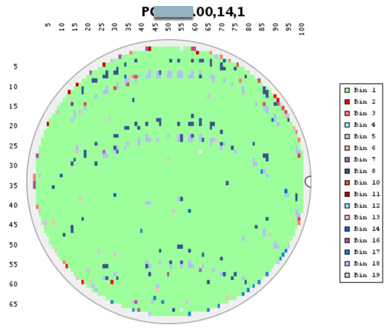 ,00,14,1
5 10 15 20 25 30 35 40 45 50 55 60 65 70 75 80 85 90 95 100
5
10
15
20
25
30
35
40
45
50
55
60
65
Bin 1
Bin 2
Bin 3
Bin 4
Bin 5
Bin 6
Bin 7
Bin 8
Bin 10
Bin 11
Bin 12
Bin 13
Bin 14
Bin 16
Bin 17
Bin 18
Bin 19